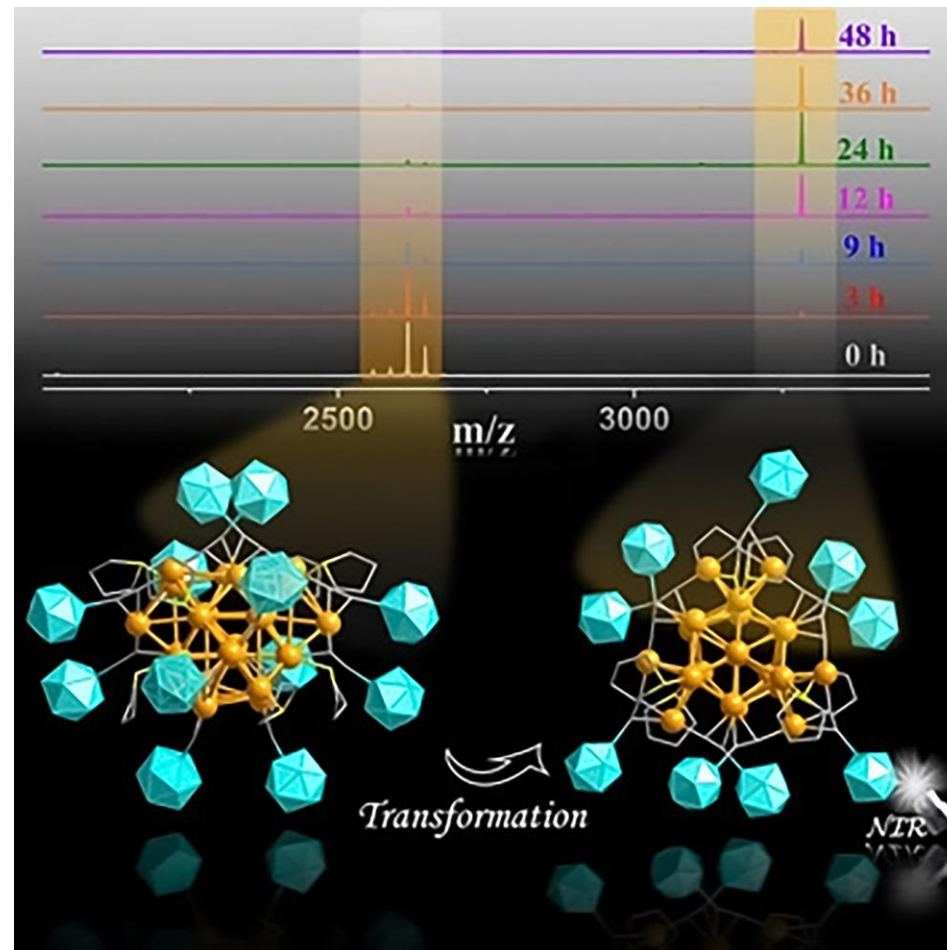 48 h
36 h
24 h
12 h
9 h
3 h
0 h
2500
3000
m/z
Transformation
NIR